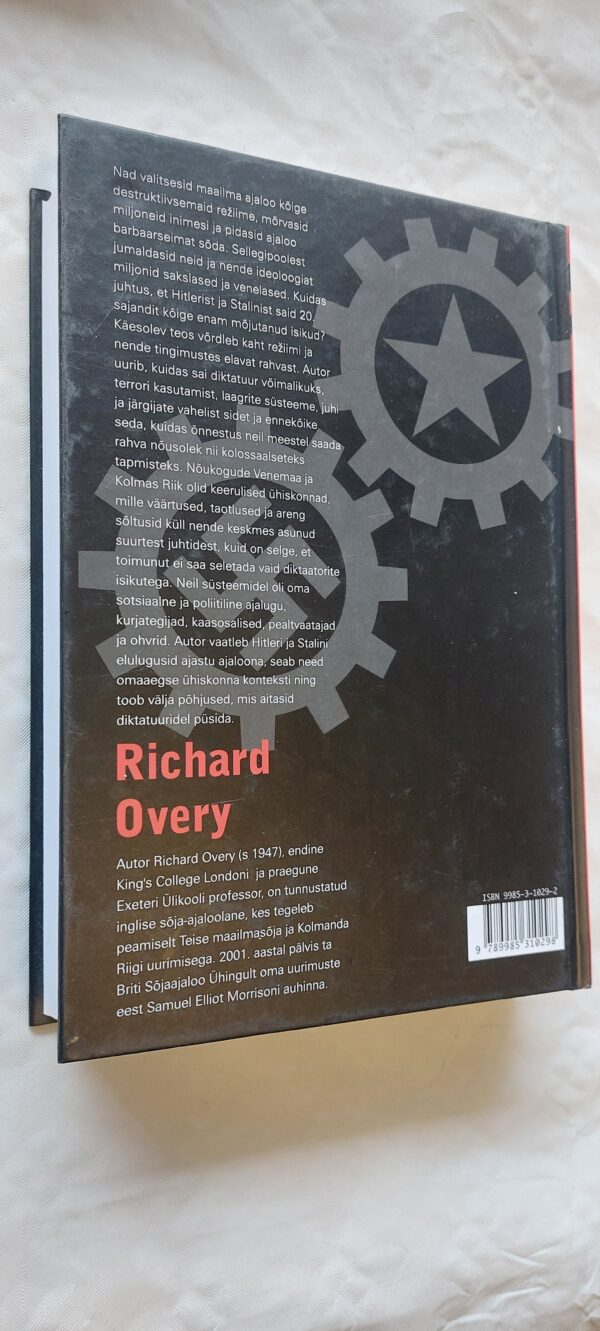 Nad valitsesid maailma ajaloo kõige
destruktiivsemaid režiime, mõrvasid
miljoneid inimesi ja pidasid ajaloo
barbaarseimat sõda. Sellegipoolest
jumaldasid neid ja nende ideoloogiat
miljonid sakslased ja venelased. Kuidas
juhtus, et Hitlerist ja Stalinist said 20.
sajandit kõige enam mõjutanud isikud?
Käesolev teos võrdleb kaht režiimi ja
nende tingimustes elavat rahvast. Autor
uurib, kuidas sai diktatuur võimalikuks,
terrori kasutamist, laagrite süsteeme, juhi
ja järgijate vahelist sidet ja ennekõike
seda, kuidas õnnestus neil meestel saada
rahva nõusolek nii kolossaalseteks
tapmisteks. Nõukogude Venemaa ja
Kolmas Riik olid keerulised ühiskonnad,
mille väärtused, taotlused ja areng
sõltusid küll nende keskmes asunud
suurtest juhtidest, kuid on selge, et
toimunut ei saa seletada vaid diktaatorite
isikutega. Neil süsteemidel oli oma
sotsiaalne ja poliitiline ajalugu,
kurjategijad, kaasosalised, pealtvaatajad
ja ohvrid. Autor vaatleb Hitleri ja Stalini
elulugusid ajastu ajaloona, seab need
omaaegse ühiskonna konteksti ning
toob välja põhjused, mis aitasid
diktatuuridel püsida.
Richard
Overy
Autor Richard Overy (s 1947), endine
King's College Londoni ja praegune
Exeteri Ülikooli professor, on tunnustatud
inglise sõja-ajaloolane, kes tegeleb
peamiselt Teise maailmasõja ja Kolmanda
Riigi uurimisega. 2001. aastal pälvis ta
Briti Sõjaajaloo Ühingult oma uurimuste
eest Samuel Elliot Morrisoni auhinna.
ISBN 9985-3-1029-2
9 789985 310298